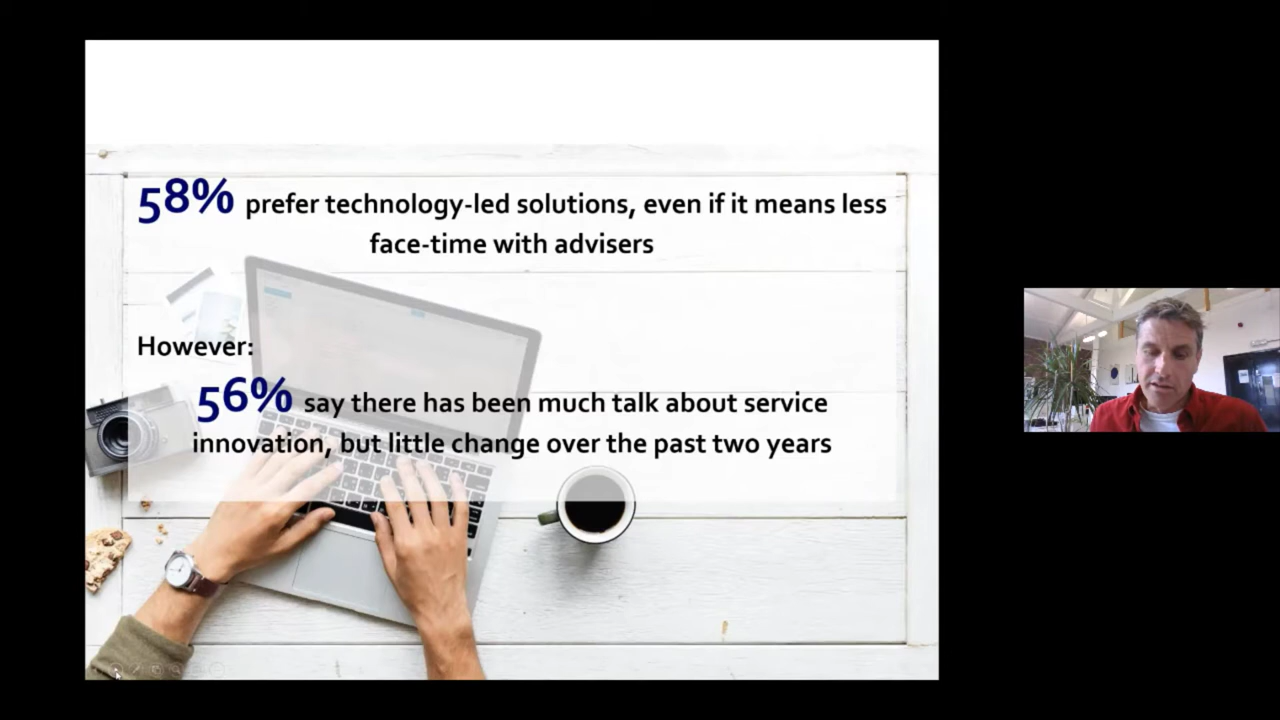 58% prefer technology-led solutions, even if it means less
face-time with advisers
However:
56% say there has been much talk about service
innovation, but little change over the past two years